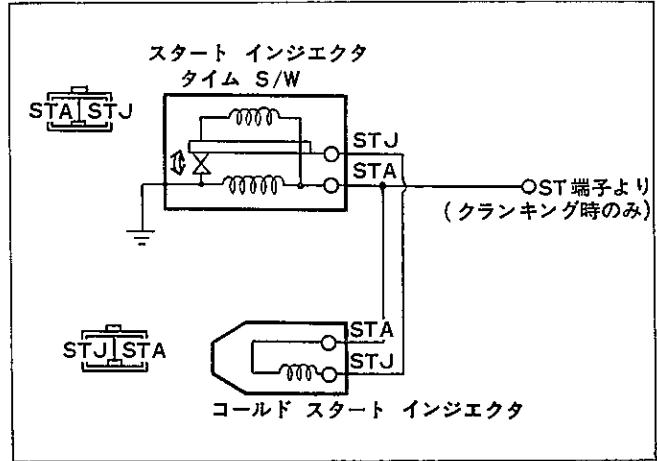 スタート インジエクタ
タイム S/W
STA STJ
STJ
STA
ST端子より
(クランキング時のみ)
STA
STJ STA
STJ
コールド スタート インジエクタ